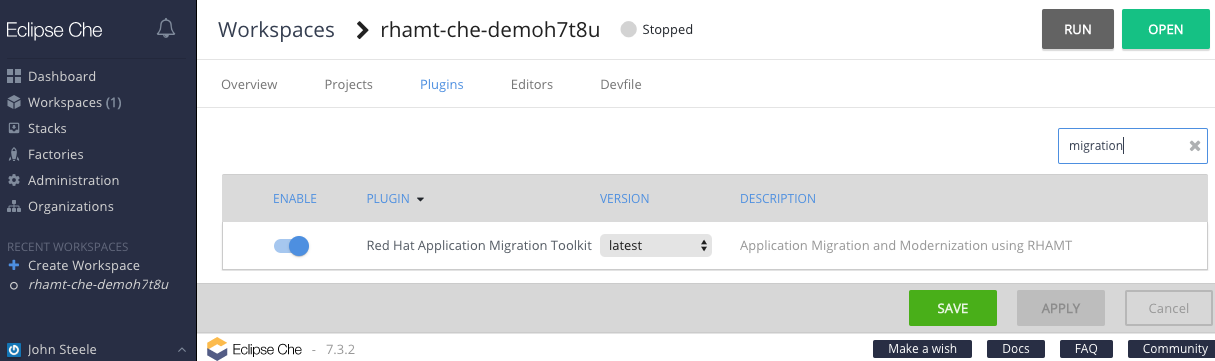 Eclipse Che
Dashboard
Workspaces (1)
Stacks
Factories
Administration
Organizations
RECENT WORKSPACES
Create Workspace
rhamt-che-demoh7t8u
John Steele
Workspaces rhamt-che-demoh7t8u Stopped
RUN OPEN
Overview Projects Plugins Editors Devfile
migration
ENABLE PLUGIN VERSION DESCRIPTION
Red Hat Application Migration Toolkit latest Application Migration and Modernization using RHAMT
SAVE APPLY Cancel
Eclipse Che - 7.3.2 Make a wish Docs FAQ Community